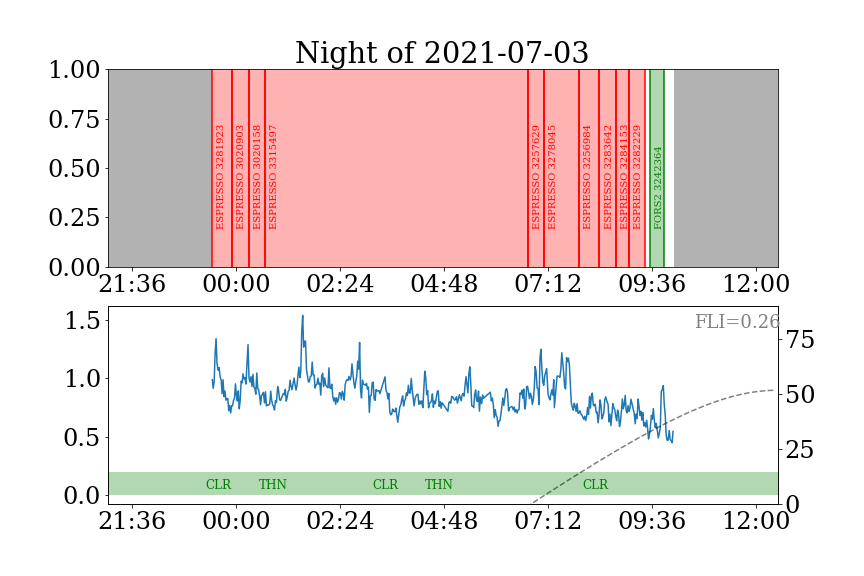 Night of 2021-07-03
1.00
0.75
0.50
0.25
0.00
ESPRESSO 3281923
ESPRESSO 3020903
ESPRESSO 3020158
ESPRESSO 3315497
ESPRESSO 3257629
ESPRESSO 3278045
ESPRESSO 3256984
ESPRESSO 3283642
ESPRESSO 3284153
ESPRESSO 3282229
FORS2 3242364
21:36 00:00 02:24 04:48 07:12 09:36 12:00
FLI=0.26
1.5
1.0
0.5
0.0
75
50
25
0
CLR THN CLR THN CLR
21:36 00:00 02:24 04:48 07:12 09:36 12:00